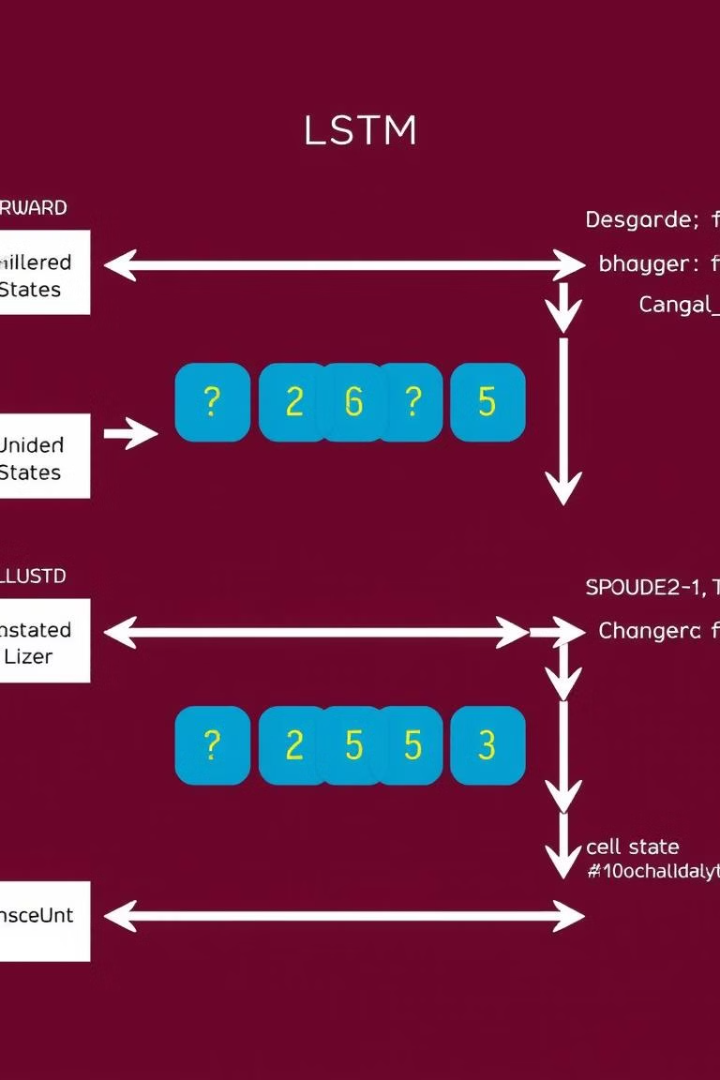 LSTM
RWARD
Desgarde; f
nillered
States
bhayger: f
Cangal_
? 2 6 ? 5
Unided
States
LLUSTD
SPOUDE2-1, T
nstated
Lizer
Changerc f
? 2 5 5 3
cell state
#10ochalldalyt
nsceUnt